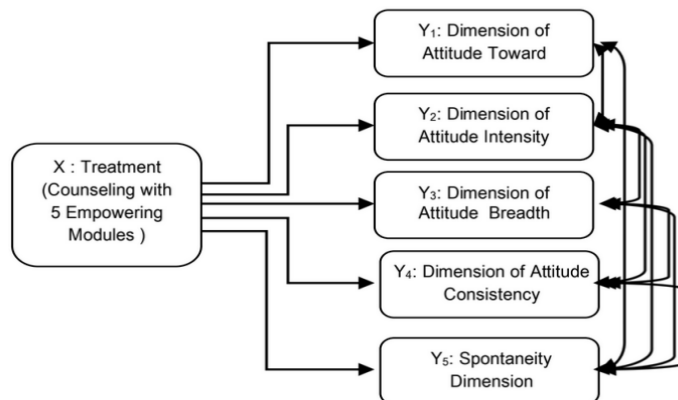 Y₁: Dimension of
Attitude Toward
Y₂: Dimension of
Attitude Intensity
X : Treatment
(Counseling with
5 Empowering
Modules )
Y₃: Dimension of
Attitude Breadth
Y₄: Dimension of Attitude
Consistency
Y₅: Spontaneity
Dimension